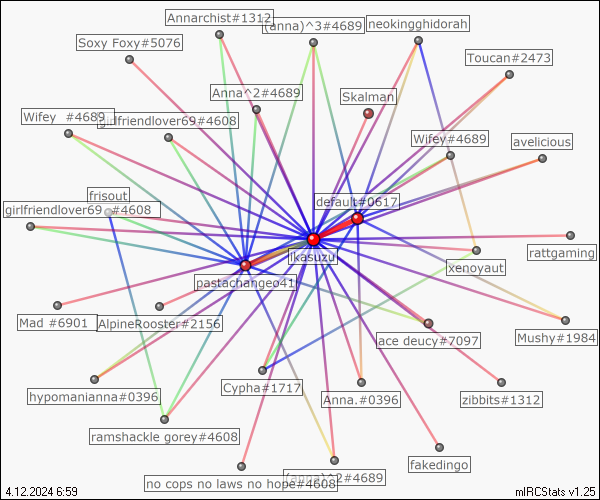 Annarchist#1312
(anna)^3#4689
neokingghidorah
Soxy Foxy#5076
Toucan#2473
Anna^2#4689
Skalman
Wifey #4689
girlfriendlover69#4608
Wifey#4689
avelicious
frisout
default#0617
girlfriendlover69 #4608
ikasuzu
rattgaming
xenoyaut
pastachangeo41
Mad #6901
AlpineRooster#2156
ace deucy#7097
Mushy#1984
hypomanianna#0396
Cypha#1717
Anna.#0396
zibbits#1312
ramshackle gorey#4608
fakedingo
no cops no laws no hope#4608
(anna)^2#4689
4.12.2024 6:59
mIRCStats v1.25